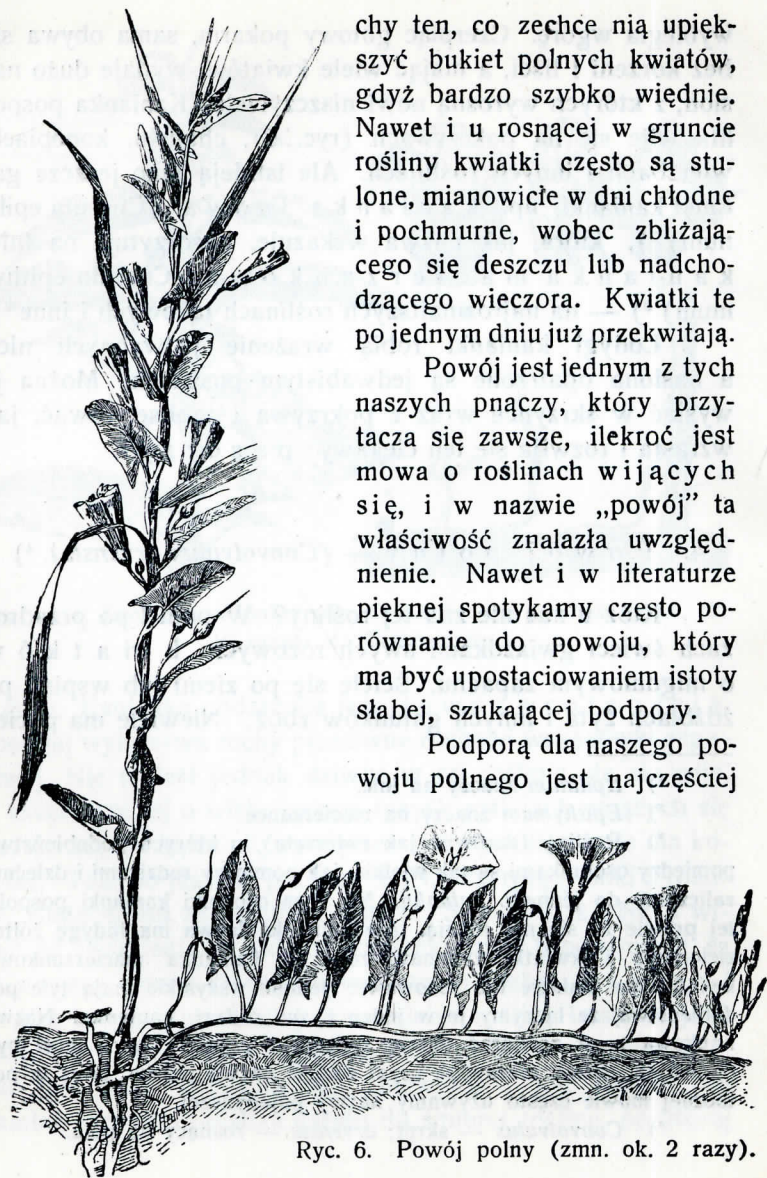 chy ten, co zechce nią upięk-
szyć bukiet polnych kwiatów,
gdyż bardzo szybko więdnie.
Nawet i u rosnącej w gruncie
rośliny kwiatki często są stu-
lone, mianowicie w dni chłodne
i pochmurne, wobec zbliżają-
cego się deszczu lub nadcho-
dzącego wieczora. Kwiatki te
po jednym dniu już przekwitają.
Powój jest jednym z tych
naszych pnączy, który przy-
tacza się zawsze, ilekroć jest
mowa o roślinach wijących
się, i w nazwie „powój” ta
właściwość znalazła uwzględ-
nienie. Nawet i w literaturze
pięknej spotykamy często po-
równanie do powoju, który
ma być upostaciowaniem istoty
słabej, szukającej podpory.
Podporą dla naszego po-
woju polnego jest najczęściej
Ryc. 6. Powój polny (zmn. ok. 2 razy).